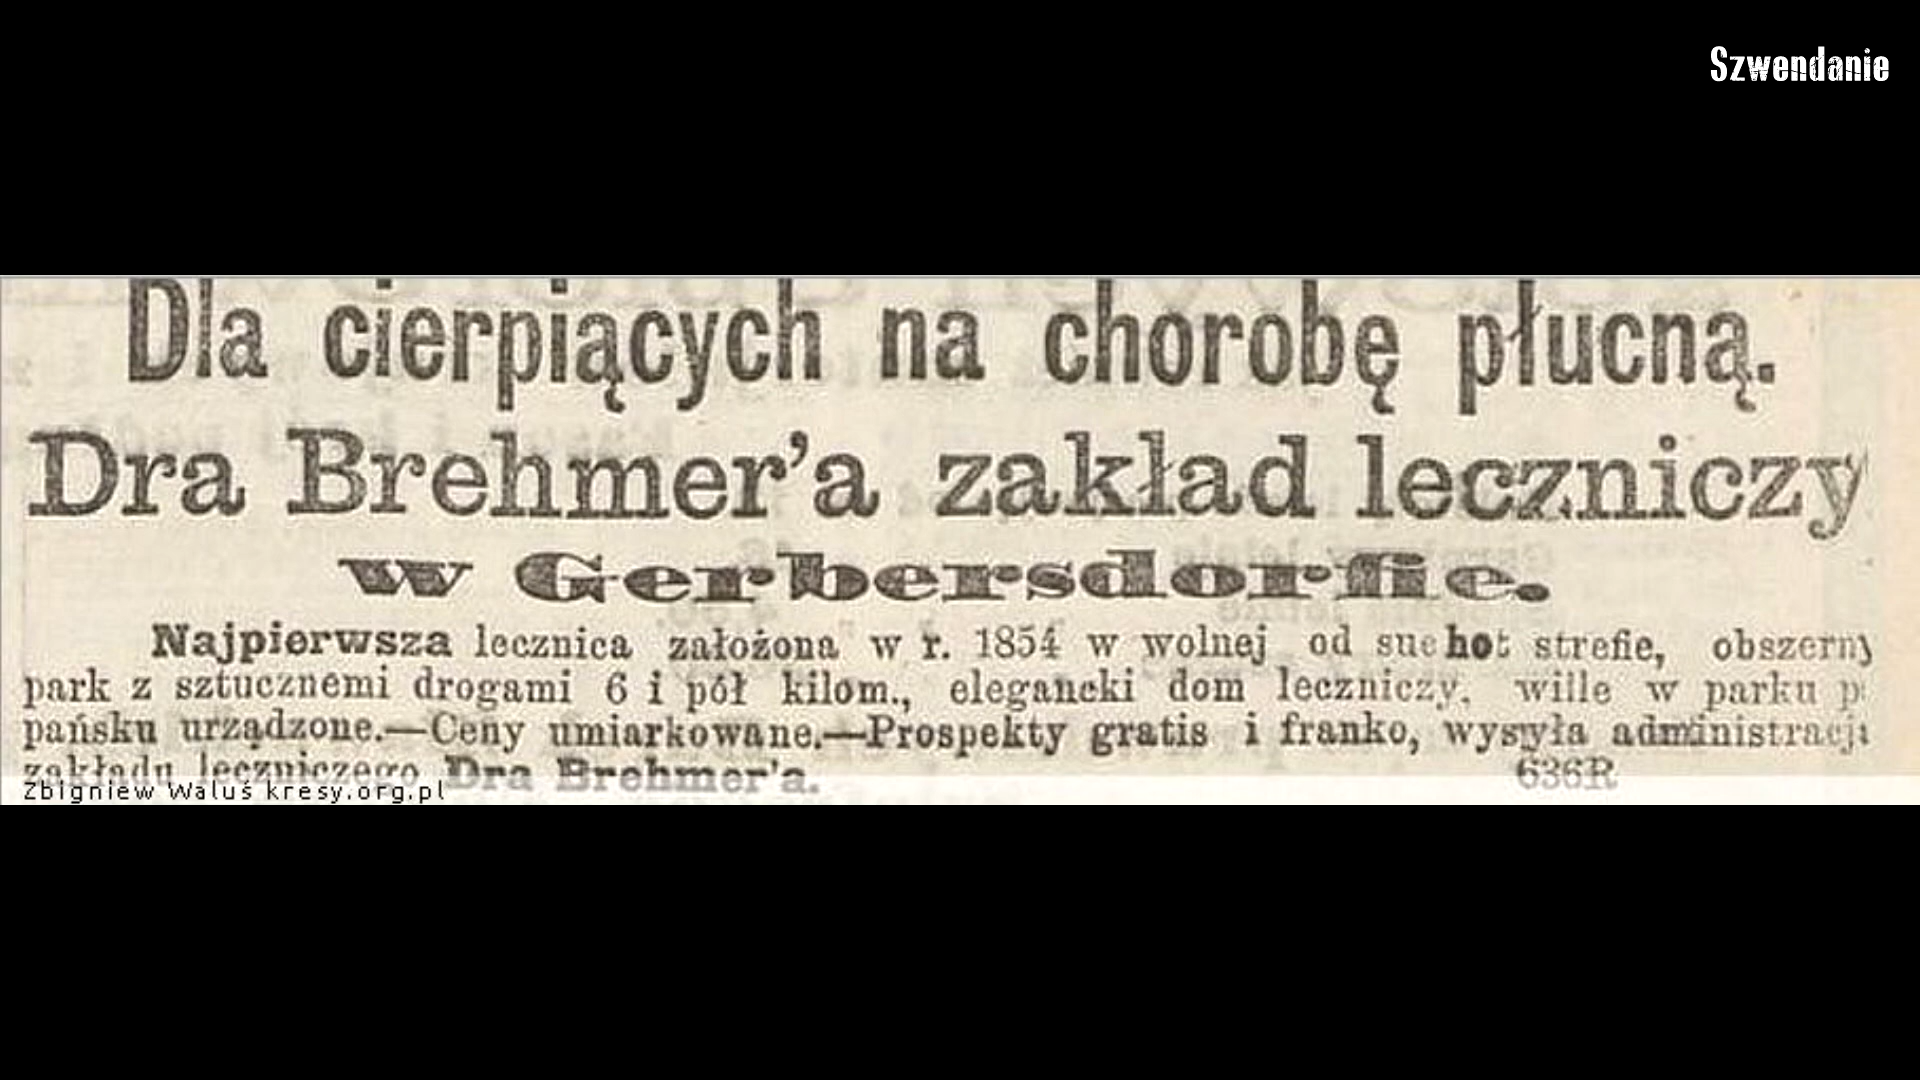 Szwendanie
Dla cierpiących na chorobę płucną.
Dra Brehmer’a zakład leczniczy
w Gerbersdorfie.
Najpierwsza lecznica założona w r. 1854 w wolnej od suchot strefie, obszerny
park z sztucznemi drogami 6 i pół kilom., elegancki dom leczniczy, wille w parku
pańsku urządzone.—Ceny umiarkowane.—Prospekty gratis i franko, wysyła administracj
zakładu leczniczego Dra Brehmer’a. 636R
Zbigniew Waluś kresy.org.pl